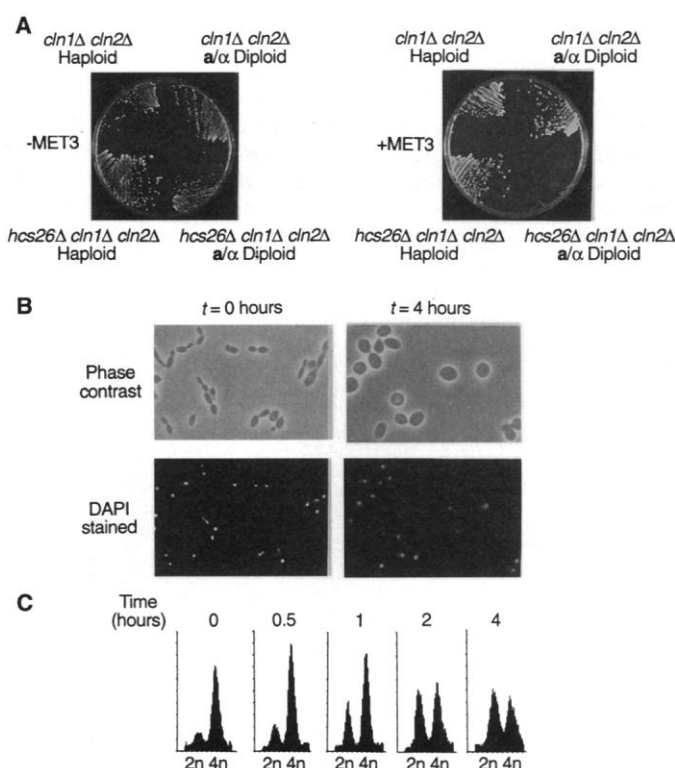 A
cln1Δ cln2Δ
Haploid
cln1Δ cln2Δ
a/α Diploid
cln1Δ cln2Δ
Haploid
cln1Δ cln2Δ
a/α Diploid
-MET3
+MET3
hcs26Δ cln1Δ cln2Δ
Haploid
hcs26Δ cln1Δ cln2Δ
a/α Diploid
hcs26Δ cln1Δ cln2Δ
Haploid
hcs26Δ cln1Δ cln2Δ
a/α Diploid
B
t = 0 hours
t = 4 hours
Phase
contrast
DAPI
stained
C
Time
(hours)
0
0.5
1
2
4
2n 4n
2n 4n
2n 4n
2n 4n
2n 4n